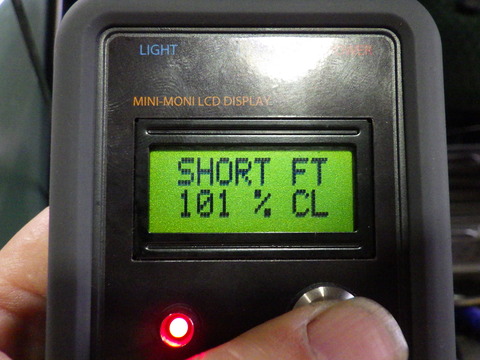 LIGHT
MINI-MONI LCD DISPLAY
SHORT FT
101 % CL